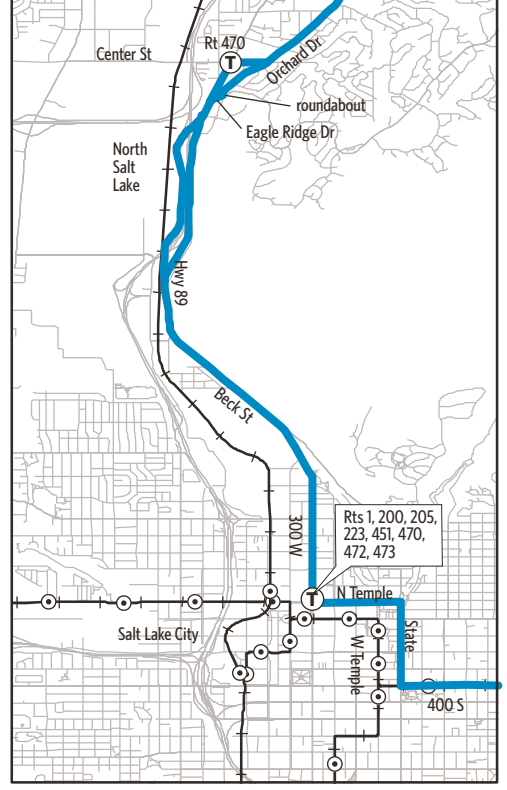 Center St
Rt 470
T
Orchard Dr.
roundabout
Eagle Ridge Dr
North
Salt
Lake
Hwy 89
Beck St
300 W
Rts 1, 200, 205,
223, 451, 470,
472, 473
T
N Temple
Salt Lake City
W Temple
State
400 S